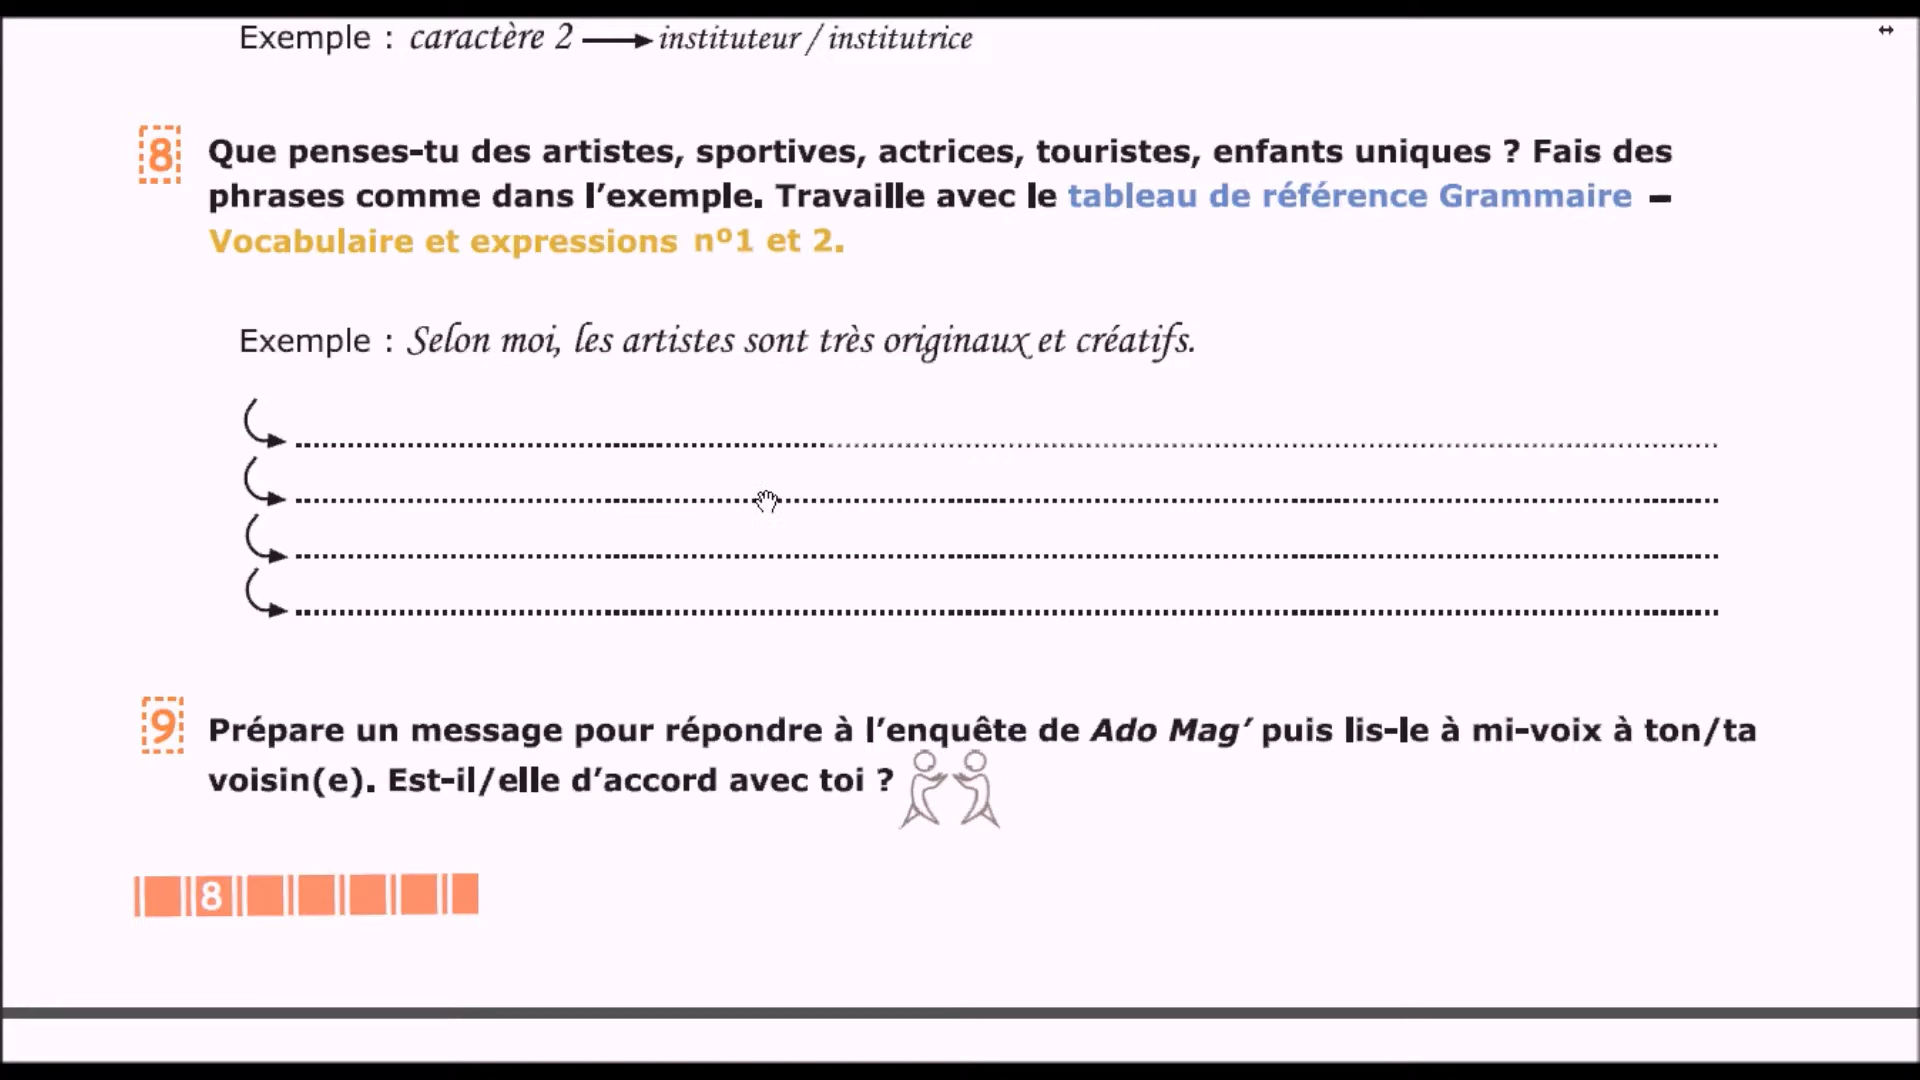 Exemple : caractère 2 → instituteur / institutrice
8 Que penses-tu des artistes, sportives, actrices, touristes, enfants uniques ? Fais des
phrases comme dans l’exemple. Travaille avec le tableau de référence Grammaire –
Vocabulaire et expressions nº1 et 2.
Exemple : Selon moi, les artistes sont très originaux et créatifs.
9 Prépare un message pour répondre à l’enquête de Ado Mag’ puis lis-le à mi-voix à ton/ta
voisin(e). Est-il/elle d’accord avec toi ?
8